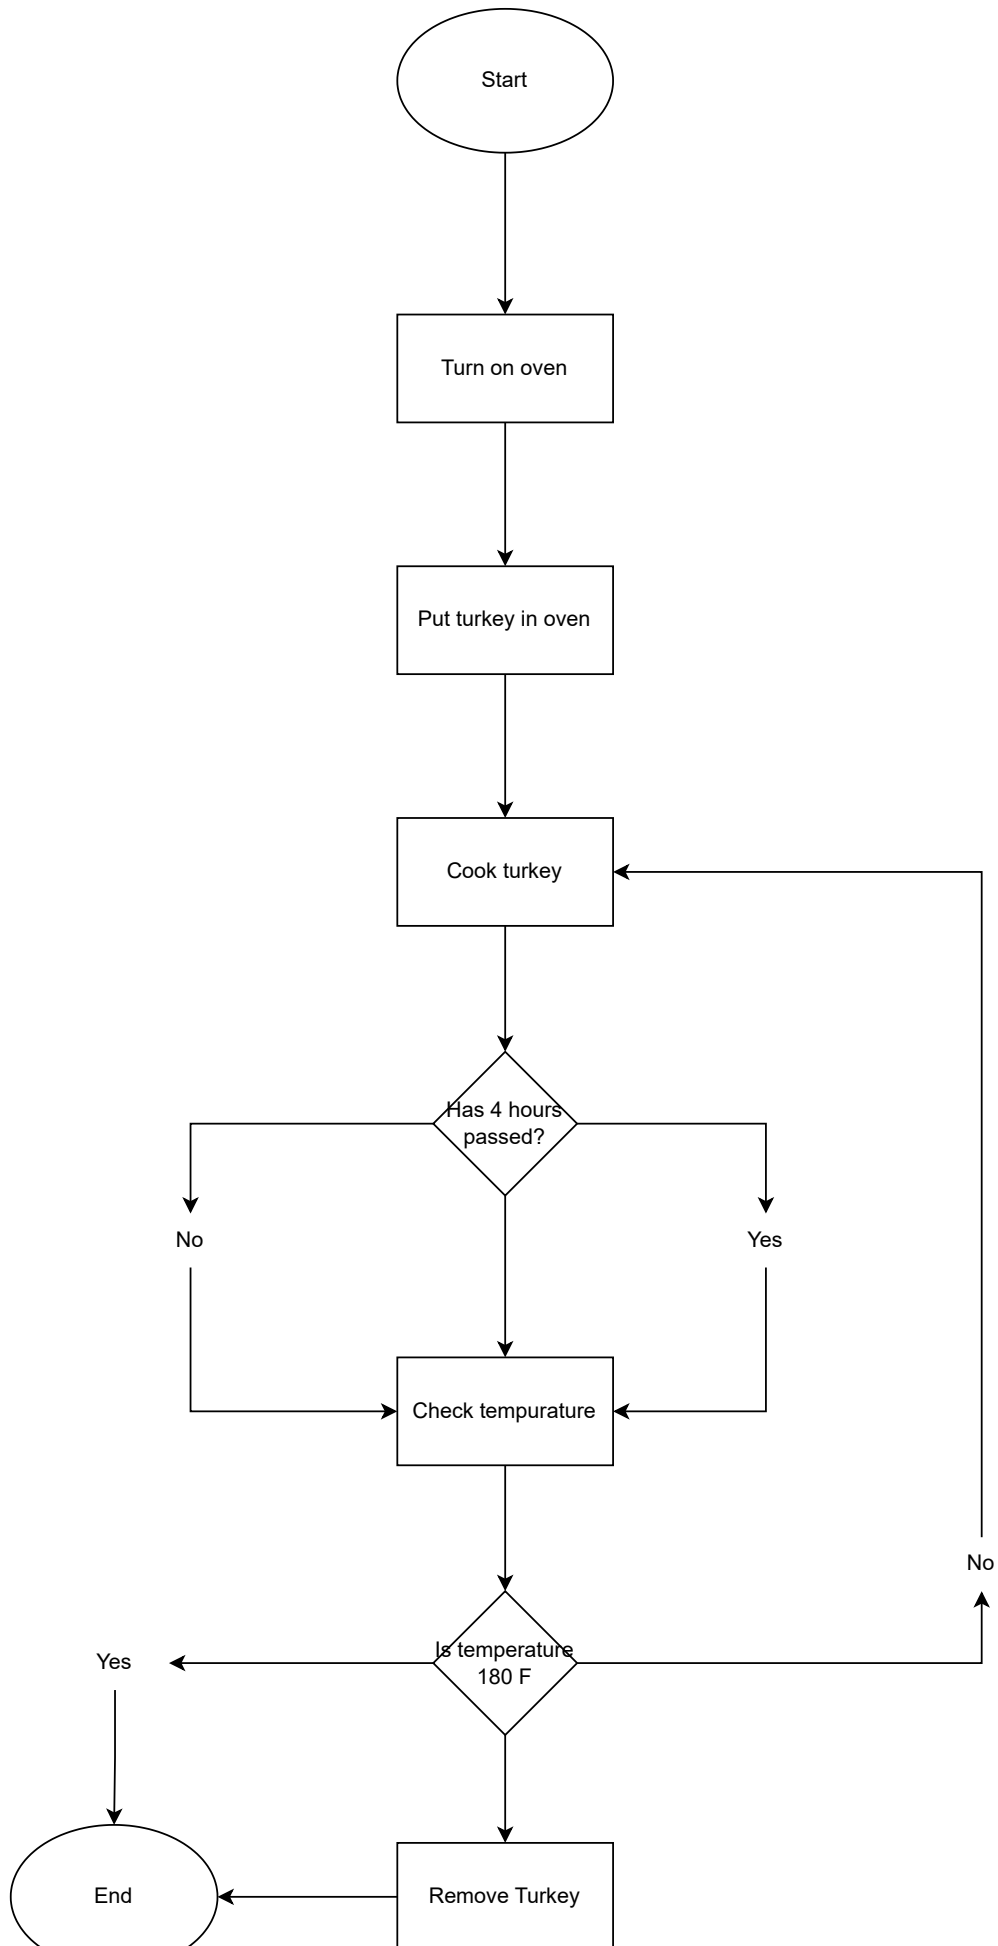 Start
Turn on oven
Put turkey in oven
Cook turkey
Has 4 hours
passed?
No
Yes
Check tempurature
No
Is temperature
180 F
Yes
End
Remove Turkey